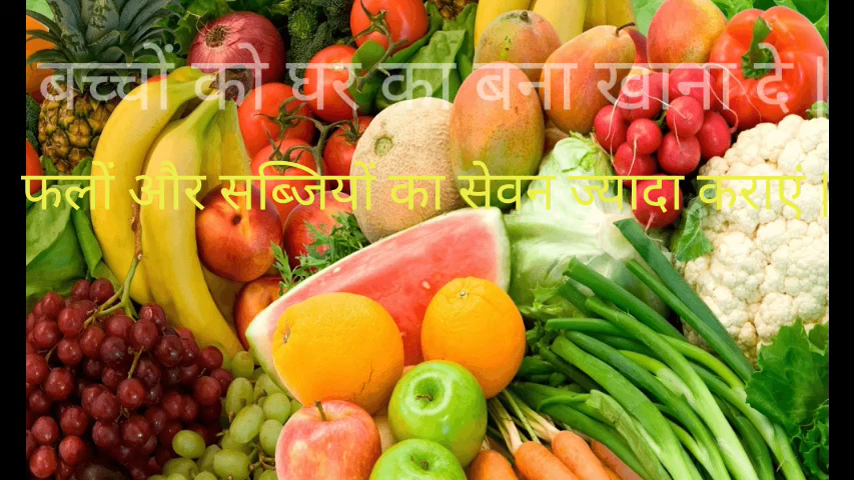 बच्चों को घर का बना खाना दे |
फलों और सब्जियों का सेवन ज्यादा कराएं |